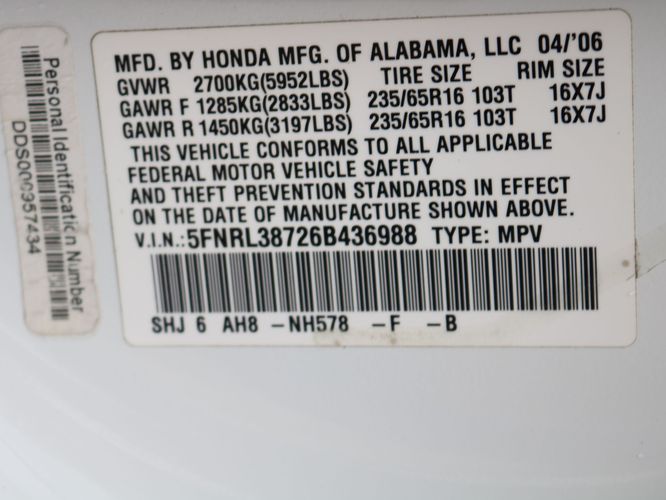 Personal Identification Number
DDS000957434
MFD. BY HONDA MFG. OF ALABAMA, LLC 04/'06
GVWR 2700KG(5952LBS) TIRE SIZE RIM SIZE
GAWR F 1285KG(2833LBS) 235/65R16 103T 16X7J
GAWR R 1450KG(3197LBS) 235/65R16 103T 16X7J
THIS VEHICLE CONFORMS TO ALL APPLICABLE
FEDERAL MOTOR VEHICLE SAFETY
AND THEFT PREVENTION STANDARDS IN EFFECT
ON THE DATE OF MANUFACTURE SHOWN ABOVE.
V.I.N.:5FNRL38726B436988 TYPE: MPV
SHJ 6 AH8 -NH578 -F -B